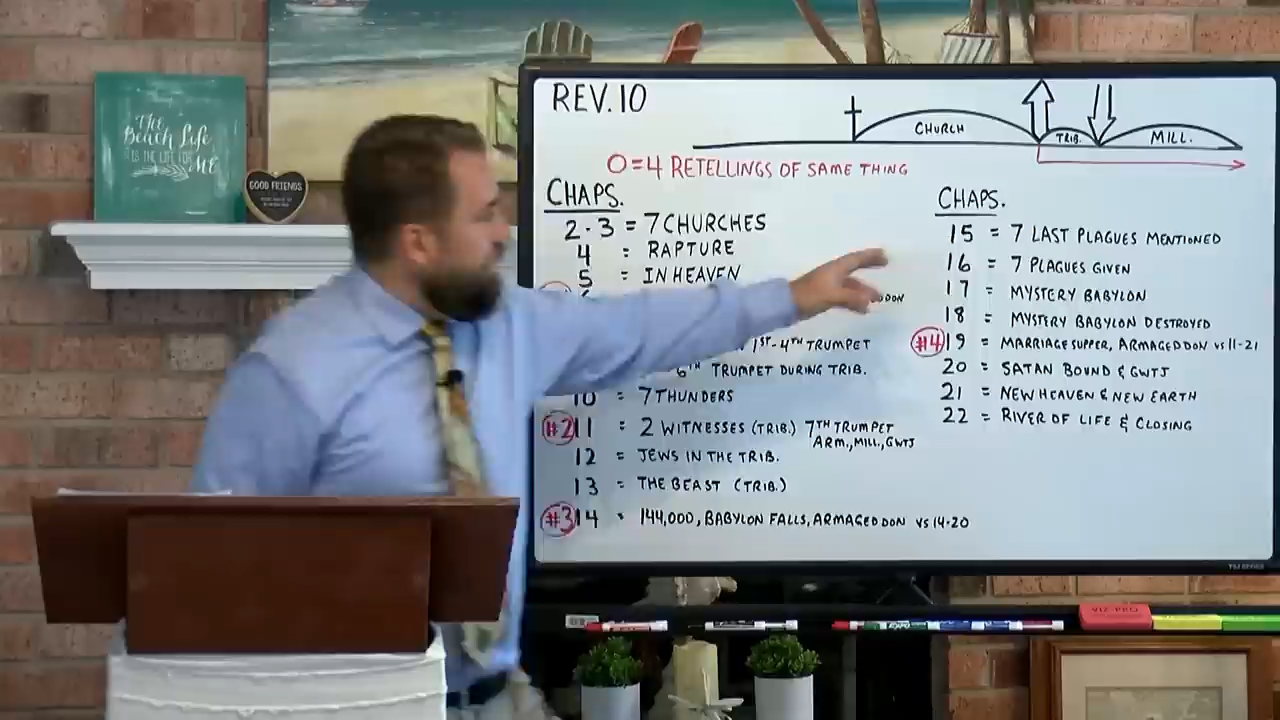 The
Beach Life
IS THE LIFE FOR
ME
GOOD FRIENDS
REV. 10
CHURCH
TRIB.
MILL.
O=4 RETELLINGS OF SAME THING
CHAPS.
2-3 = 7 CHURCHES
4 = RAPTURE
5 = IN HEAVEN
1ST-4TH TRUMPET
6TH TRUMPET DURING TRIB.
10 = 7 THUNDERS
#2 11 = 2 WITNESSES (TRIB.) 7TH TRUMPET
ARM., MILL, GWTJ
12 = JEWS IN THE TRIB.
13 = THE BEAST (TRIB.)
#3 14 = 144,000, BABYLON FALLS, ARMAGEDDON VS 14-20
CHAPS.
15 = 7 LAST PLAGUES MENTIONED
16 = 7 PLAGUES GIVEN
17 = MYSTERY BABYLON
18 = MYSTERY BABYLON DESTROYED
#4 19 = MARRIAGE SUPPER, ARMAGEDDON VS 11-21
20 = SATAN BOUND & GWTJ
21 = NEW HEAVEN & NEW EARTH
22 = RIVER OF LIFE & CLOSING
VIZ-PRO